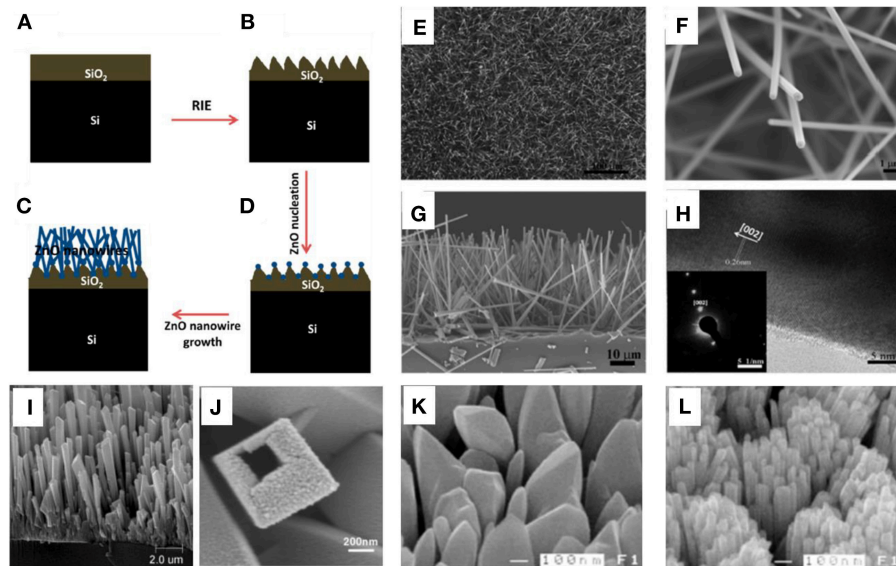 A
SiO2
Si
RIE
B
SiO2
Si
ZnO nucleation
C
ZnO nanowires
SiO2
Si
ZnO nanowire
growth
D
SiO2
Si
E
F
1
G
10 μm
H
[002]
0.26nm
[002]
5 1/nm
5 nm
I
2.0 um
J
200nm
K
100nm F1
L
100nm F1